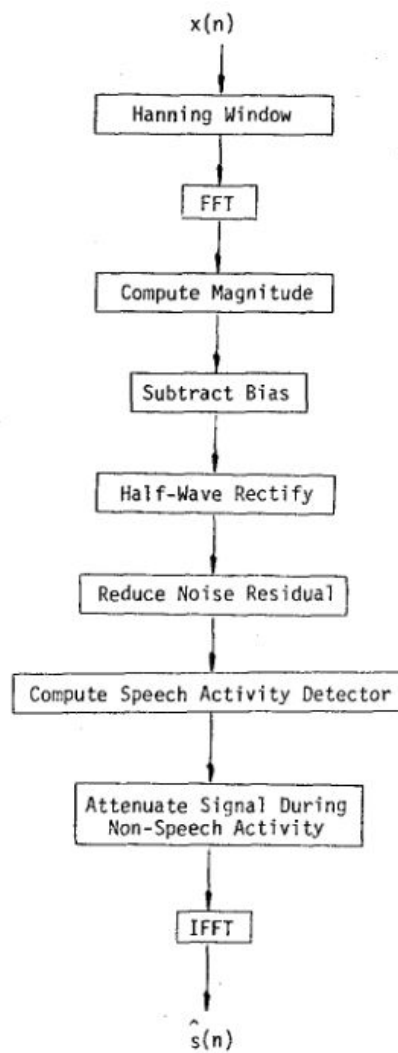 x(n)
Hanning Window
FFT
Compute Magnitude
Subtract Bias
Half-Wave Rectify
Reduce Noise Residual
Compute Speech Activity Detector
Attenuate Signal During
Non-Speech Activity
IFFT
ŝ(n)